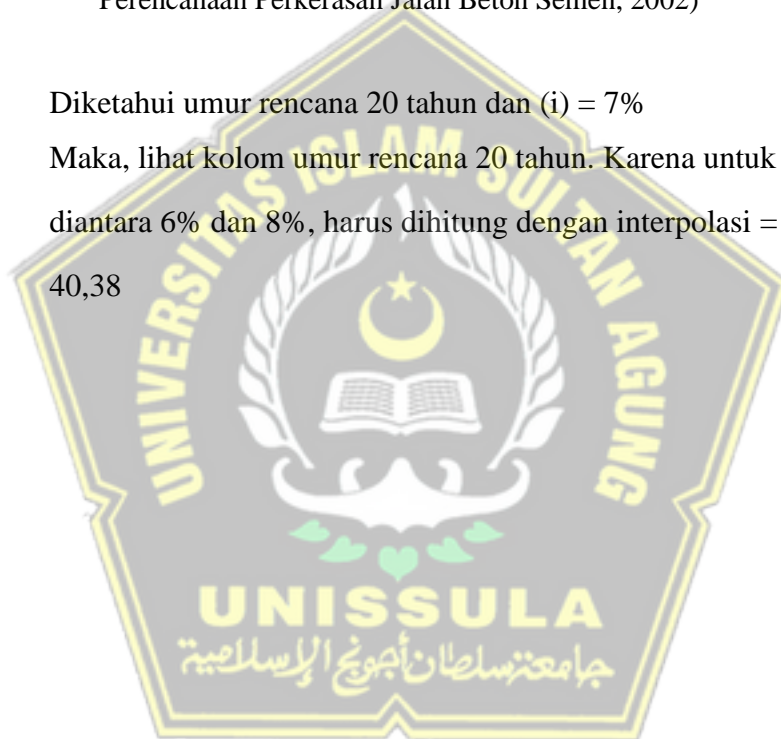 Perencanaan Perkerasan Jalan Beton Semen, 2002)
Diketahui umur rencana 20 tahun dan (i) = 7%
Maka, lihat kolom umur rencana 20 tahun. Karena untuk
diantara 6% dan 8%, harus dihitung dengan interpolasi =
40,38
UNIVERSITAS ISLAM SULTAN AGUNG
UNISSULA
جامعة سلطان أجونج الإسلامية